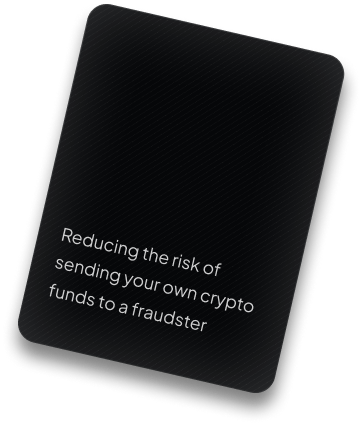 Reducing the risk of
sending your own crypto
funds to a fraudster